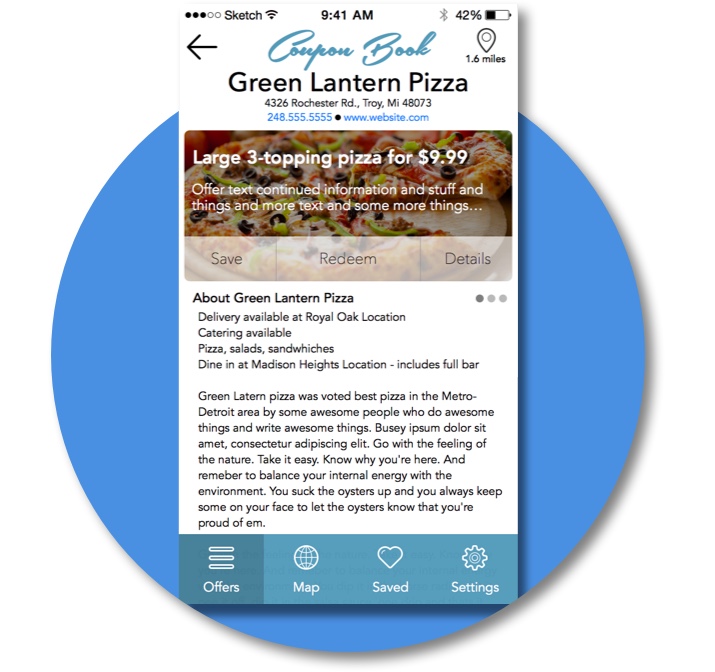 Sketch 9:41 AM 42%
Coupon Book
1.6 miles
Green Lantern Pizza
4326 Rochester Rd., Troy, Mi 48073
248.555.5555 ● www.website.com
Large 3-topping pizza for $9.99
Offer text continued information and stuff and
things and more text and some more things...
Save Redeem Details
About Green Lantern Pizza
Delivery available at Royal Oak Location
Catering available
Pizza, salads, sandwhiches
Dine in at Madison Heights Location - includes full bar
Green Latern pizza was voted best pizza in the Metro-
Detroit area by some awesome people who do awesome
things and write awesome things. Busey ipsum dolor sit
amet, consectetur adipiscing elit. Go with the feeling of
the nature. Take it easy. Know why you're here. And
remeber to balance your internal energy with the
environment. You suck the oysters up and you always keep
some on your face to let the oysters know that you're
proud of em.
Offers Map Saved Settings